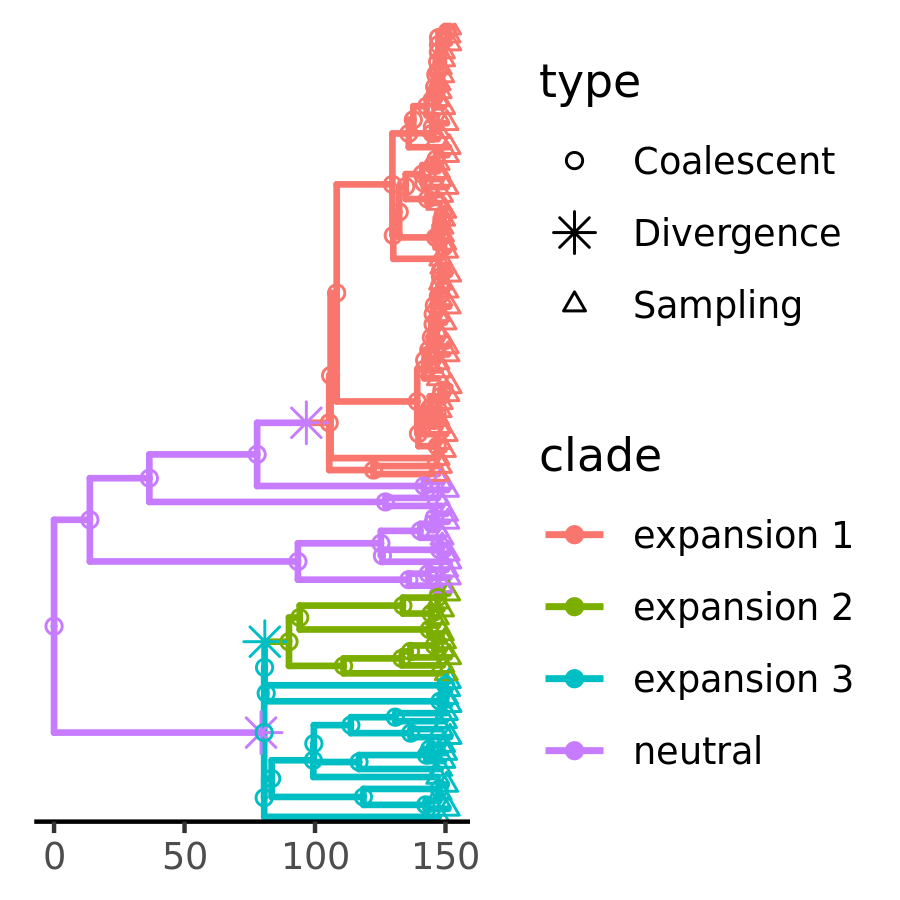 type
Coalescent
Divergence
Sampling
clade
expansion 1
expansion 2
expansion 3
neutral
0 50 100 150